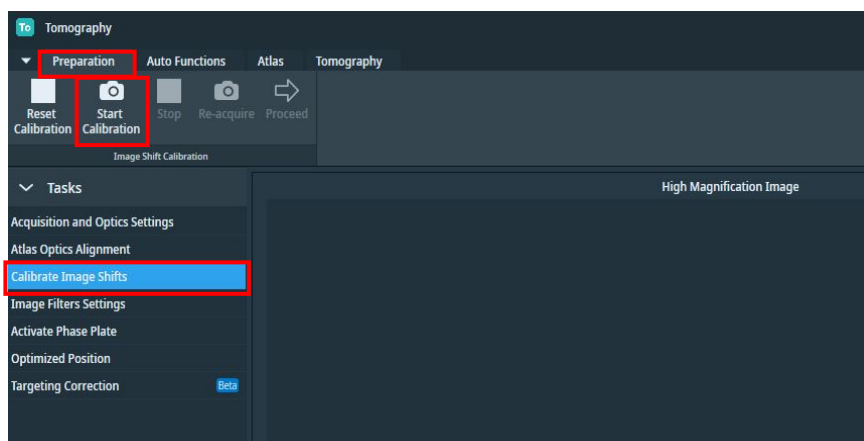 To Tomography
Preparation Auto Functions Atlas Tomography
Reset Calibration
Start Calibration
Stop
Re-acquire
Proceed
Image Shift Calibration
Tasks
High Magnification Image
Acquisition and Optics Settings
Atlas Optics Alignment
Calibrate Image Shifts
Image Filters Settings
Activate Phase Plate
Optimized Position
Targeting Correction Beta